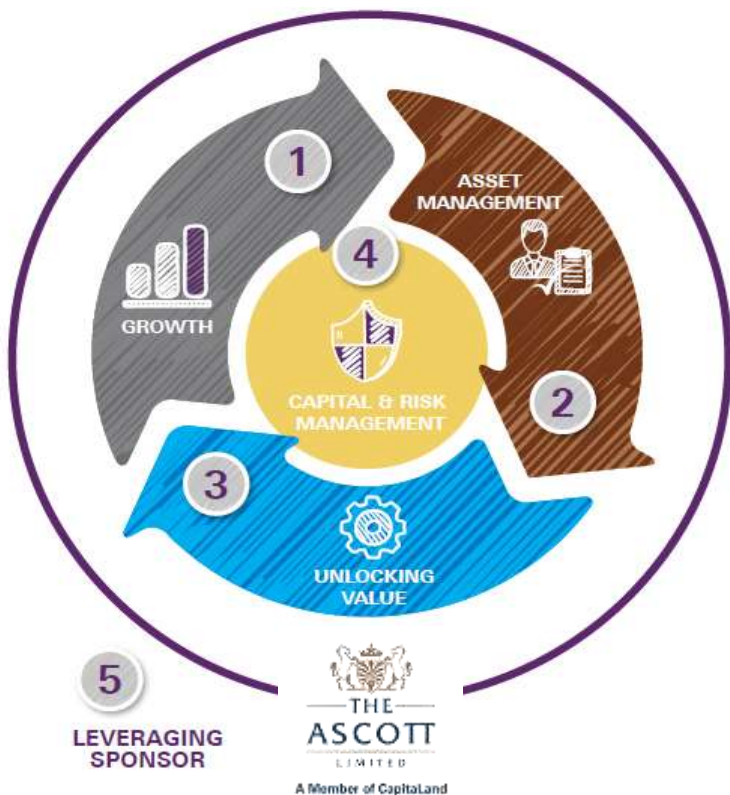 1
GROWTH
ASSET
MANAGEMENT
2
3
UNLOCKING
VALUE
4
CAPITAL & RISK
MANAGEMENT
5
LEVERAGING
SPONSOR
THE
ASCOTT
LIMITED
A Member of CapitaLand